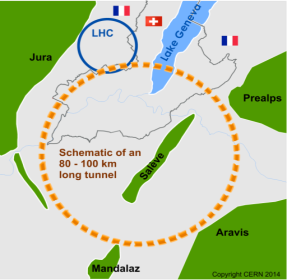 LHC
Jura
Lake Geneva
Prealps
Schematic of an
80 - 100 km
long tunnel
Salève
Aravis
Mandalaz
Copyright CERN 2014